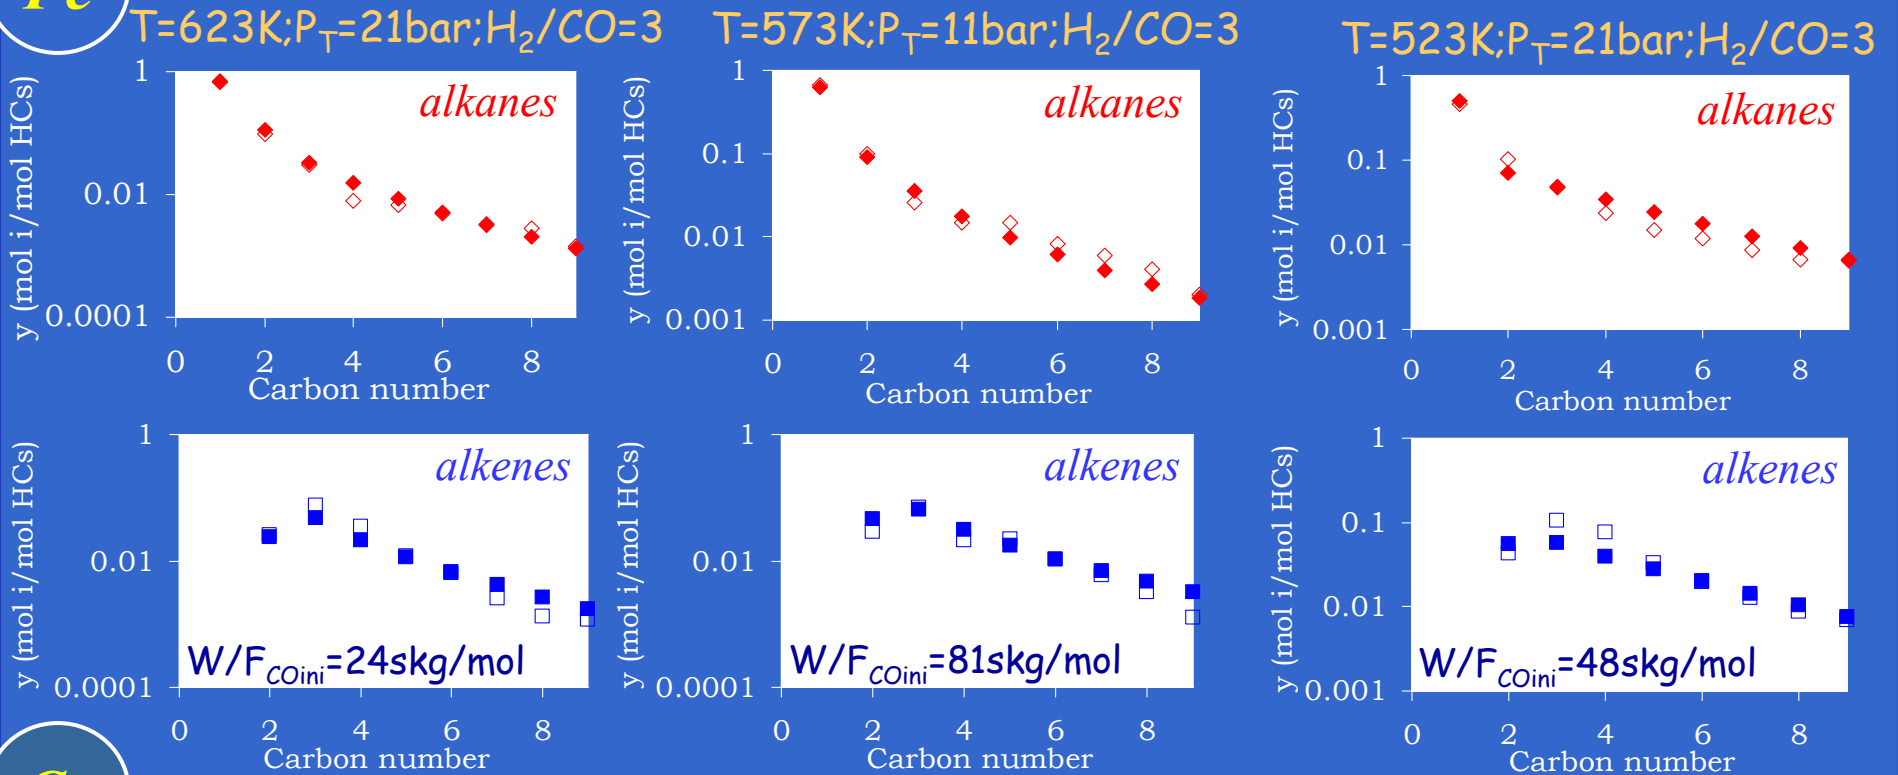 T=623K;PT=21bar;H2/CO=3
T=573K;PT=11bar;H2/CO=3
T=523K;PT=21bar;H2/CO=3
y (mol i/mol HCs)
1
0.01
0.0001
alkanes
0 2 4 6 8
Carbon number
y (mol i/mol HCs)
1
0.1
0.01
0.001
alkanes
0 2 4 6 8
Carbon number
y (mol i/mol HCs)
1
0.1
0.01
0.001
alkanes
0 2 4 6 8
Carbon number
y (mol i/mol HCs)
1
0.01
0.0001
alkenes
W/FCOini=24skg/mol
0 2 4 6 8
Carbon number
y (mol i/mol HCs)
1
0.01
0.0001
alkenes
W/FCOini=81skg/mol
0 2 4 6 8
Carbon number
y (mol i/mol HCs)
1
0.1
0.01
0.001
alkenes
W/FCOini=48skg/mol
0 2 4 6 8
Carbon number